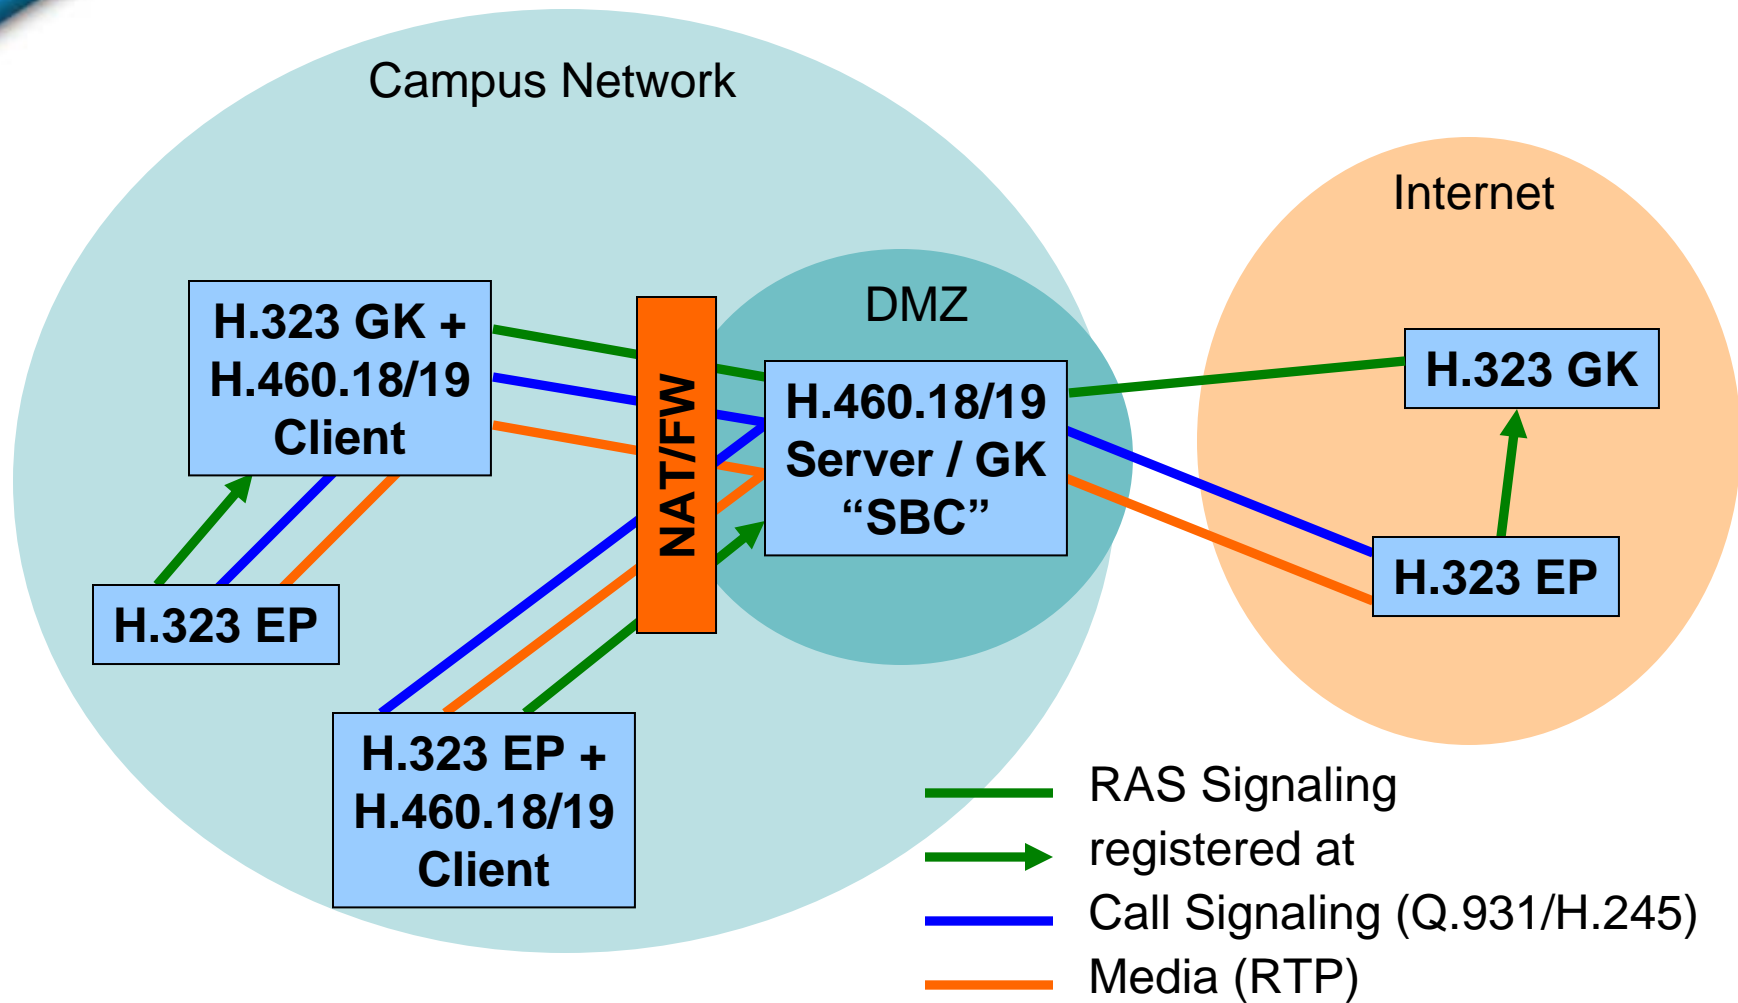 Campus Network
Internet
DMZ
H.323 GK +
H.460.18/19
Client
NAT/FW
H.460.18/19
Server / GK
“SBC”
H.323 GK
H.323 EP
H.323 EP
H.323 EP +
H.460.18/19
Client
RAS Signaling
registered at
Call Signaling (Q.931/H.245)
Media (RTP)